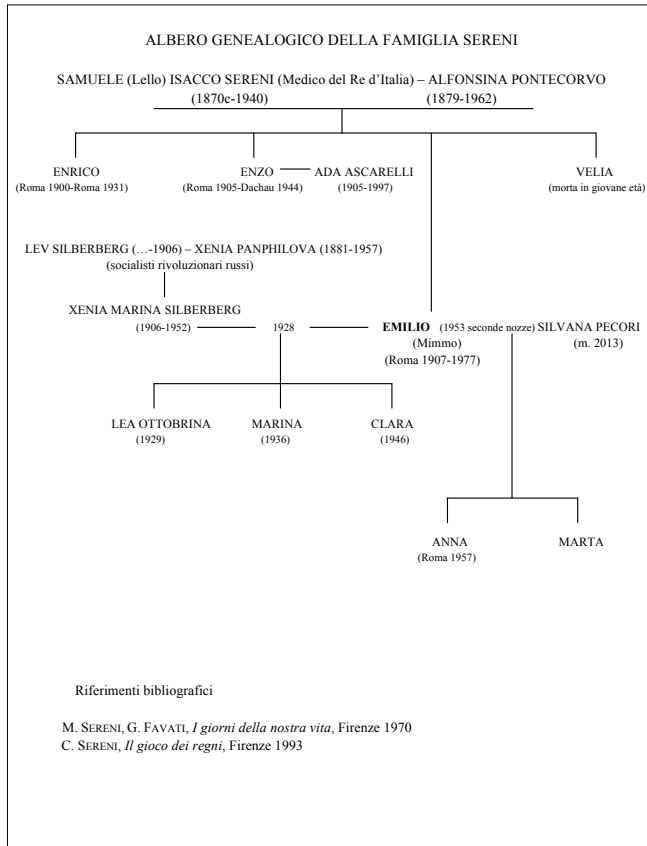 ALBERO GENEALOGICO DELLA FAMIGLIA SERENI
SAMUELE (Lello) ISACCO SERENI (Medico del Re d’Italia) – ALFONSINA PONTECORVO
(1870c-1940) (1879-1962)
ENRICO ENZO ADA ASCARELLI VELIA
(Roma 1900-Roma 1931) (Roma 1905-Dachau 1944) (1905-1997) (morta in giovane età)
LEV SILBERBERG (…-1906) – XENIA PANPHILOVA (1881-1957)
(socialisti rivoluzionari russi)
XENIA MARINA SILBERBERG
(1906-1952) 1928 EMILIO (1953 seconde nozze) SILVANA PECORI
(Mimmo) (m. 2013)
(Roma 1907-1977)
LEA OTTOBRINA MARINA CLARA
(1929) (1936) (1946)
ANNA MARTA
(Roma 1957)
Riferimenti bibliografici
M. SERENI, G. FAVATI, I giorni della nostra vita, Firenze 1970
C. SERENI, Il gioco dei regni, Firenze 1993